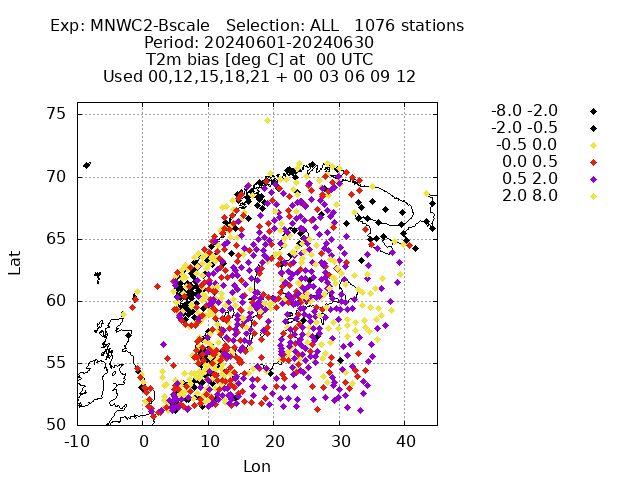 Exp: MNWC2-Bscale   Selection: ALL   1076 stations
Period: 20240601-20240630
T2m bias [deg C] at  00 UTC
Used 00,12,15,18,21 + 00 03 06 09 12
-8.0 -2.0
-2.0 -0.5
-0.5 0.0
0.0 0.5
0.5 2.0
2.0 8.0
75
70
65
60
55
50
Lat
-10 0 10 20 30 40
Lon